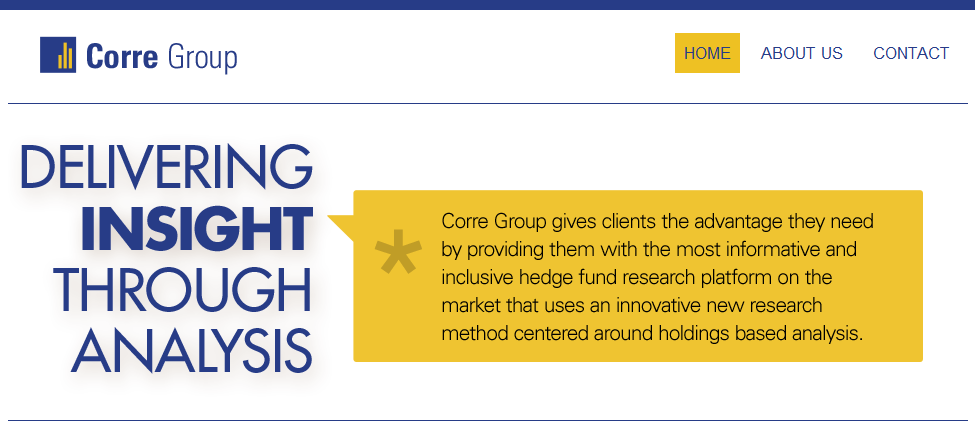 Corre Group
HOME
ABOUT US
CONTACT
DELIVERING
INSIGHT
THROUGH
ANALYSIS
* Corre Group gives clients the advantage they need
by providing them with the most informative and
inclusive hedge fund research platform on the
market that uses an innovative new research
method centered around holdings based analysis.